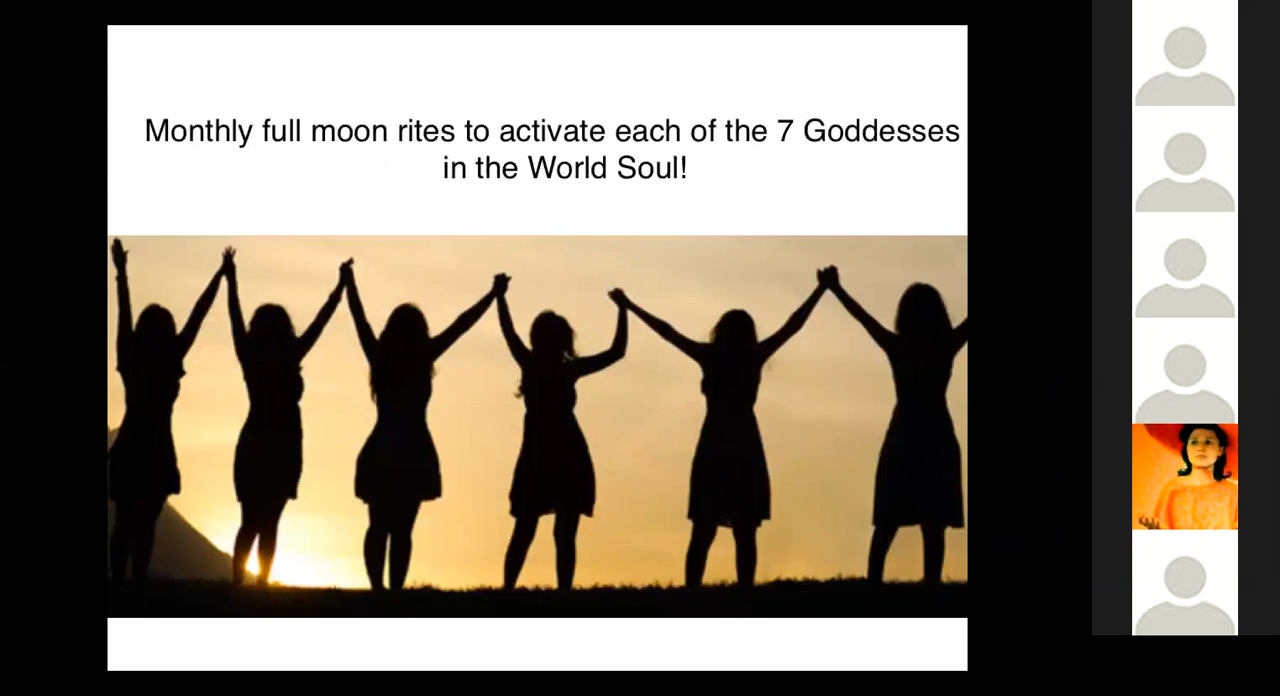 Monthly full moon rites to activate each of the 7 Goddesses
in the World Soul!